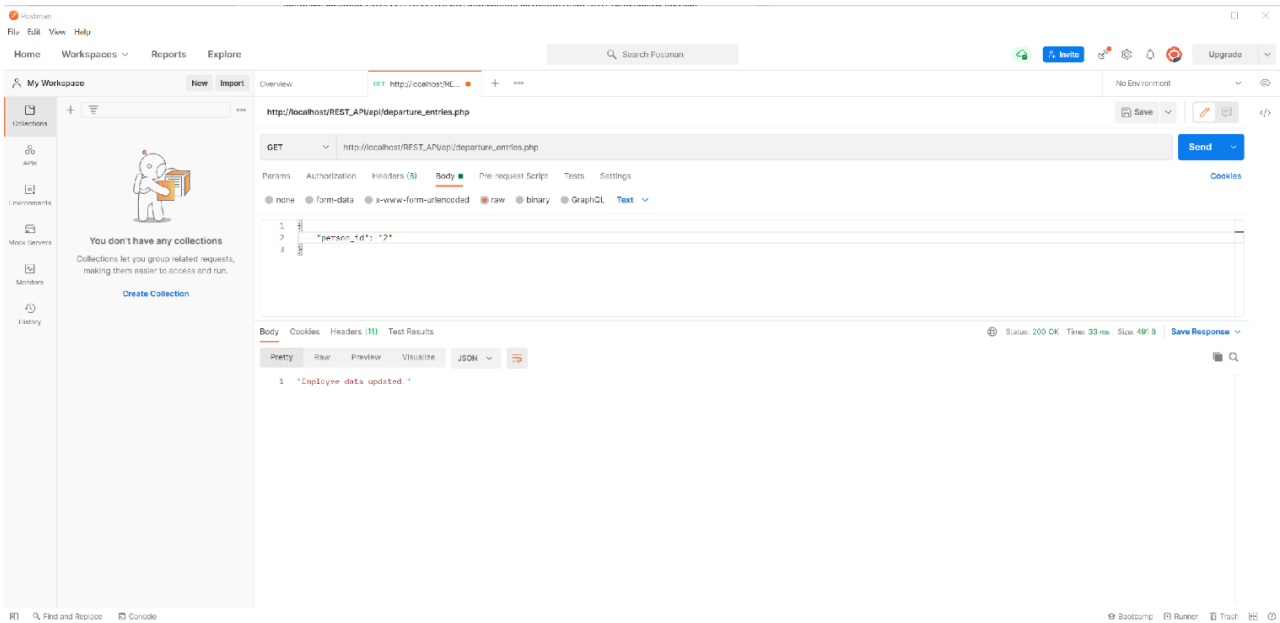 Postman
File Edit View Help
Home Workspaces Reports Explore
Search Postman
Invite
Upgrade
My Workspace
New Import
Overview
GET http://localhost/RE...
No Environment
Collections
APIs
Environments
Mock Servers
Monitors
History
You don't have any collections
Collections let you group related requests,
making them easier to access and run.
Create Collection
http://localhost/REST_API/api/departure_entries.php
Save
GET http://localhost/REST_API/api/departure_entries.php
Send
Params Authorization Headers (8) Body Pre-request Script Tests Settings
Cookies
none form-data x-www-form-urlencoded raw binary GraphQL Text
1 {
2 "person_id": "2"
3 }
Body Cookies Headers (11) Test Results
Status: 200 OK Time: 33 ms Size: 491 B Save Response
Pretty Raw Preview Visualize JSON
1 "Employee data updated."
Find and Replace Console
Bootcamp Runner Trash